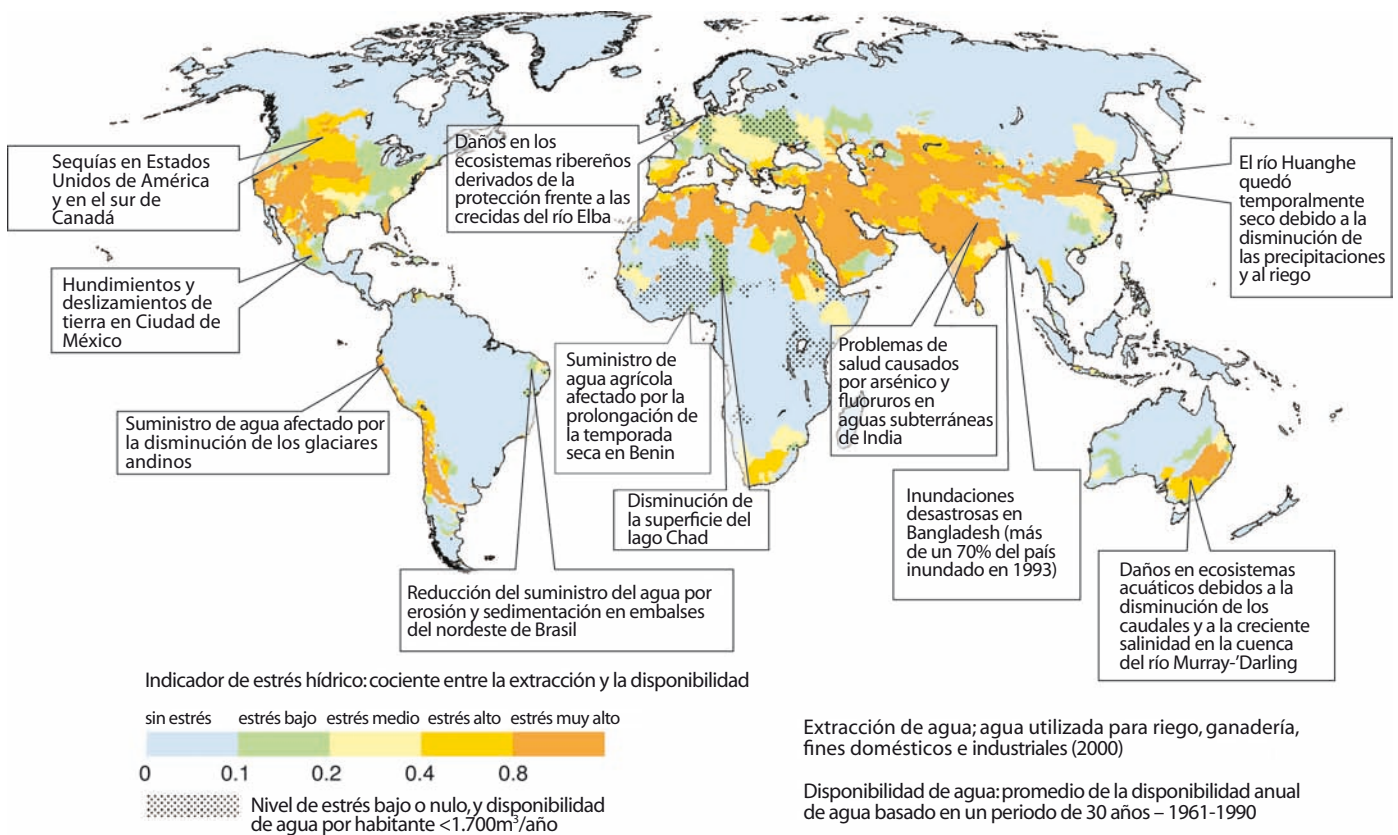 Sequías en Estados
Unidos de América
y en el sur de
Canadá
Daños en los
ecosistemas ribereños
derivados de la
protección frente a las
crecidas del río Elba
El río Huanghe
quedó
temporalmente
seco debido a la
disminución de
las precipitaciones
y al riego
Hundimientos y
deslizamientos de
tierra en Ciudad de
México
Suministro de agua afectado por
la disminución de los glaciares
andinos
Suministro de
agua agrícola
afectado por la
prolongación de
la temporada
seca en Benin
Problemas de
salud causados
por arsénico y
fluoruros en
aguas subterráneas
de India
Disminución de
la superficie del
lago Chad
Inundaciones
desastrosas en
Bangladesh (más
de un 70% del país
inundado en 1993)
Daños en ecosistemas
acuáticos debidos a la
disminución de los
caudales y a la creciente
salinidad en la cuenca
del río Murray-'Darling
Reducción del suministro del agua por
erosión y sedimentación en embalses
del nordeste de Brasil
Indicador de estrés hídrico: cociente entre la extracción y la disponibilidad
sin estrés estrés bajo estrés medio estrés alto estrés muy alto
0 0.1 0.2 0.4 0.8
Nivel de estrés bajo o nulo, y disponibilidad
de agua por habitante <1.700m³/año
Extracción de agua; agua utilizada para riego, ganadería,
fines domésticos e industriales (2000)
Disponibilidad de agua: promedio de la disponibilidad anual
de agua basado en un periodo de 30 años – 1961-1990